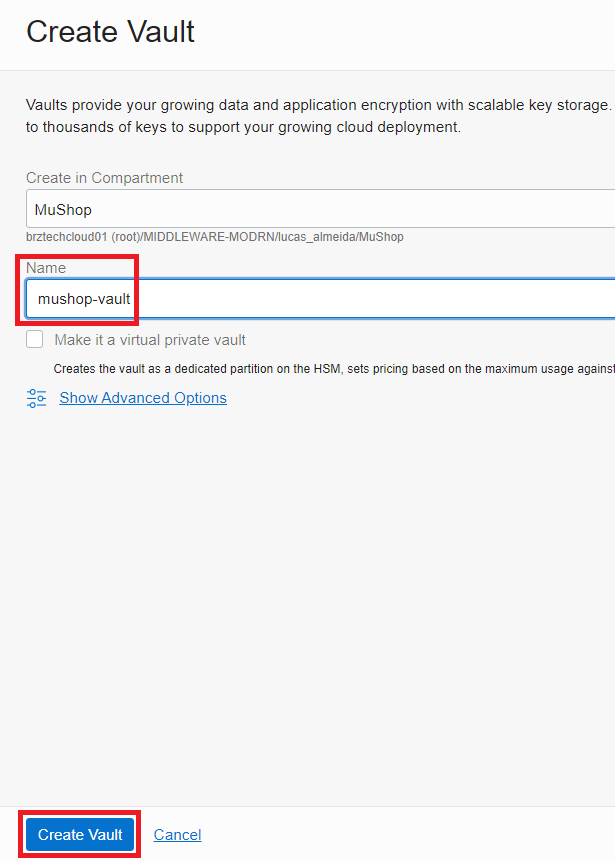 Create Vault
Vaults provide your growing data and application encryption with scalable key storage.
to thousands of keys to support your growing cloud deployment.
Create in Compartment
MuShop
brztechcloud01 (root)/MIDDLEWARE-MODRN/lucas_almeida/MuShop
Name
mushop-vault
Make it a virtual private vault
Creates the vault as a dedicated partition on the HSM, sets pricing based on the maximum usage against
Show Advanced Options
Create Vault Cancel